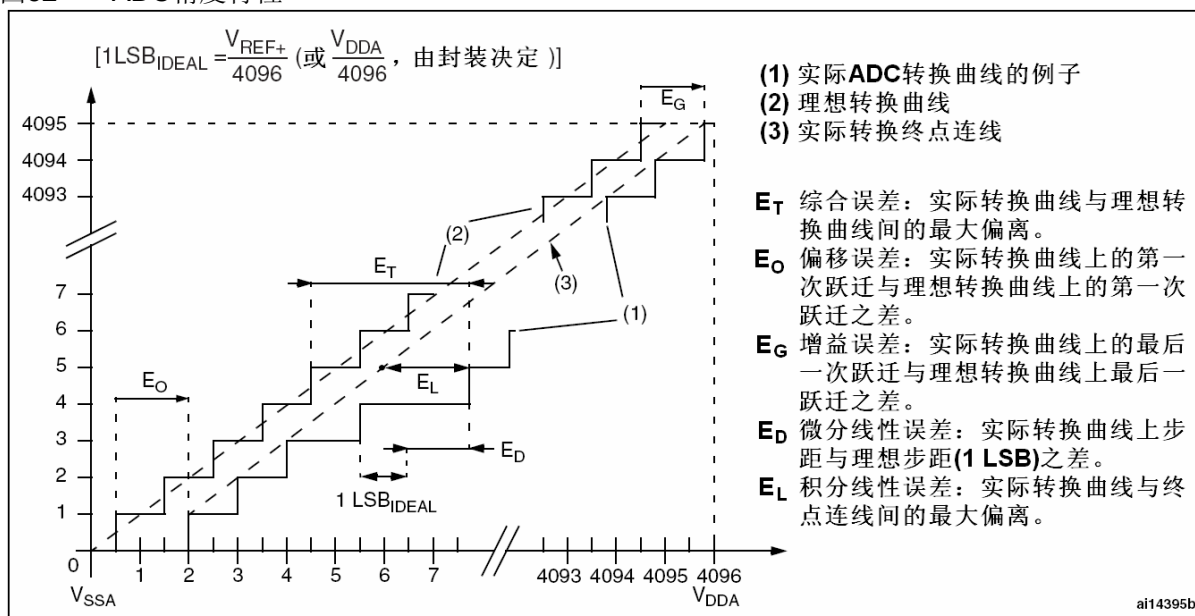 [1LSB_IDEAL = V_REF+ / 4096 (或 V_DDA / 4096 ，由封装决定 )]
(1) 实际ADC转换曲线的例子
(2) 理想转换曲线
(3) 实际转换终点连线
E_T 综合误差：实际转换曲线与理想转
换曲线间的最大偏离。
E_O 偏移误差：实际转换曲线上的第一
次跃迁与理想转换曲线上的第一次
跃迁之差。
E_G 增益误差：实际转换曲线上的最后
一次跃迁与理想转换曲线上最后一
跃迁之差。
E_D 微分线性误差：实际转换曲线上步
距与理想步距(1 LSB)之差。
E_L 积分线性误差：实际转换曲线与终
点连线间的最大偏离。
E_G
4095
4094
4093
(2)
E_T
(3)
7
(1)
6
5
E_O
E_L
4
3
E_D
2
1 LSB_IDEAL
1
0
1 2 3 4 5 6 7 4093 4094 4095 4096
V_SSA
V_DDA
ai14395b